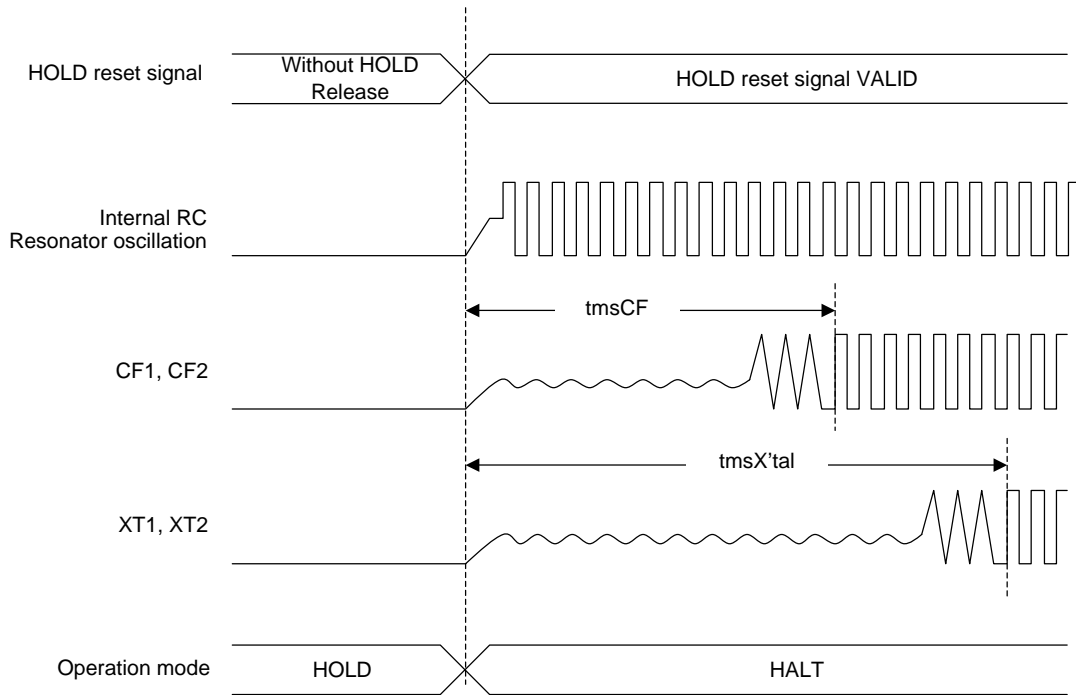 HOLD reset signal
Without HOLD
Release
HOLD reset signal VALID
Internal RC
Resonator oscillation
tmsCF
CF1, CF2
tmsX’tal
XT1, XT2
Operation mode
HOLD
HALT